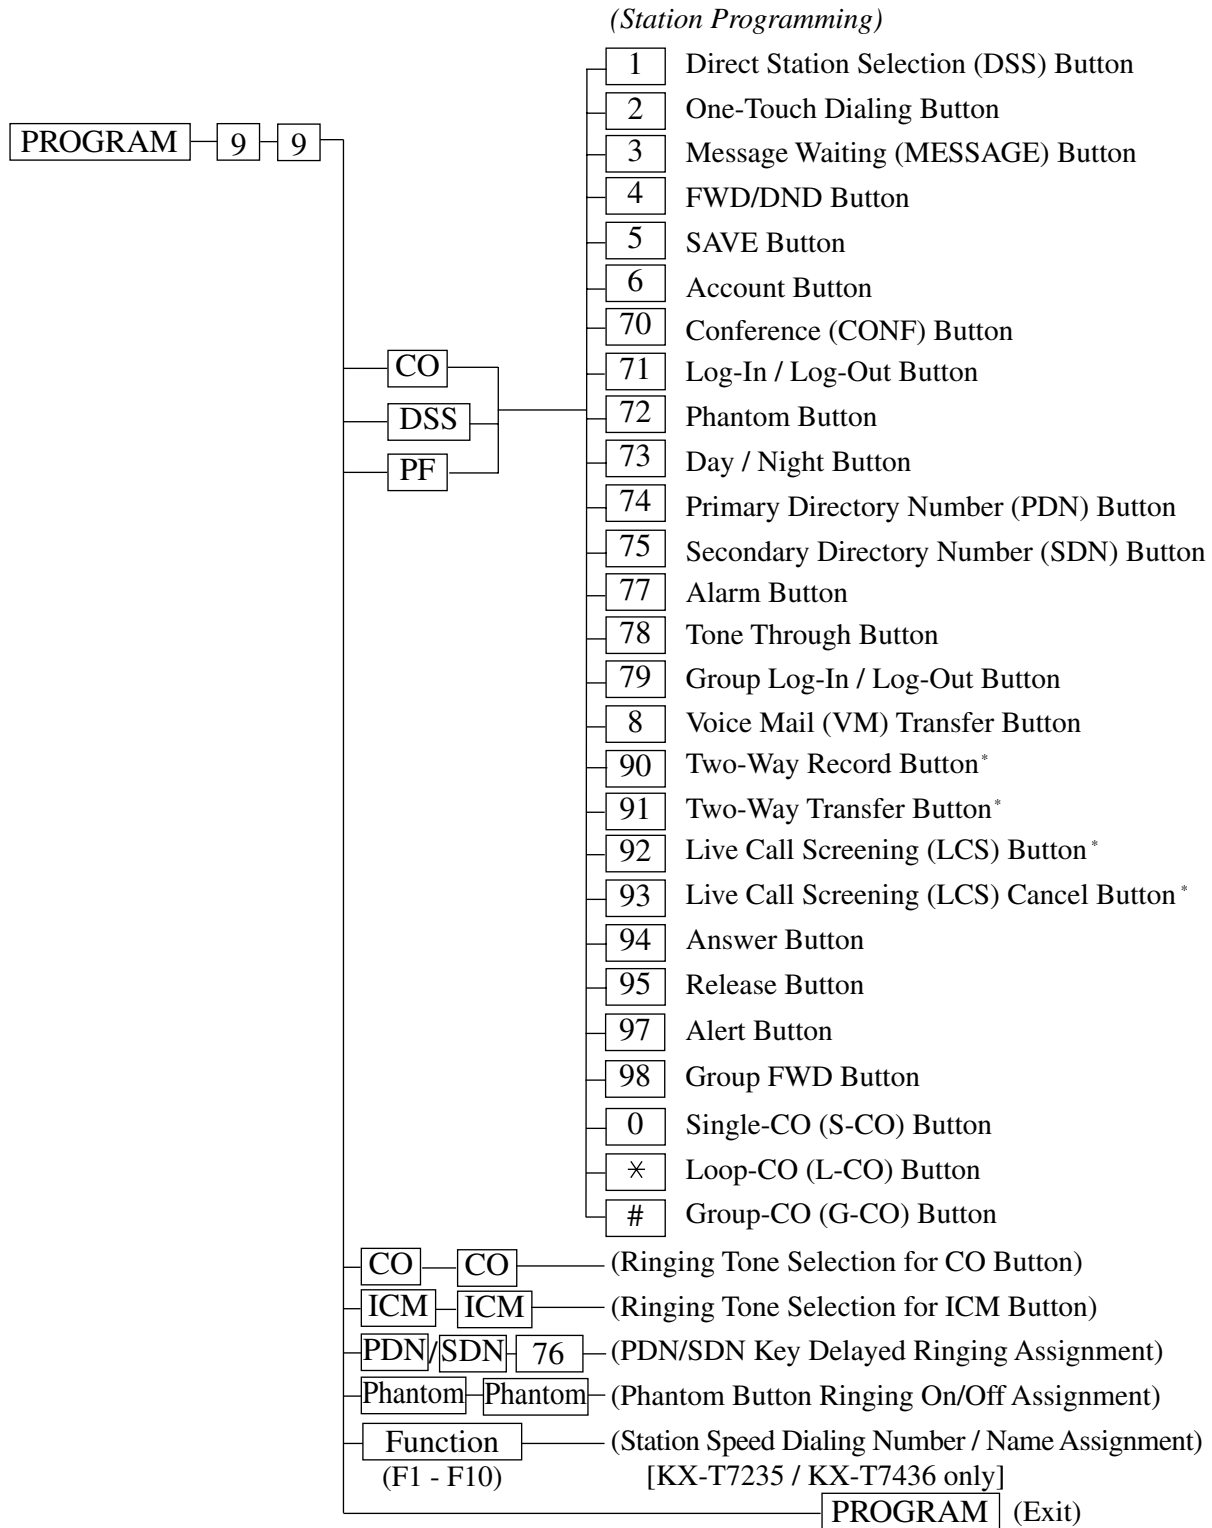 (Station Programming)
1 Direct Station Selection (DSS) Button
2 One-Touch Dialing Button
PROGRAM 9 9
3 Message Waiting (MESSAGE) Button
4 FWD/DND Button
5 SAVE Button
6 Account Button
70 Conference (CONF) Button
CO
71 Log-In / Log-Out Button
DSS
72 Phantom Button
PF
73 Day / Night Button
74 Primary Directory Number (PDN) Button
75 Secondary Directory Number (SDN) Button
77 Alarm Button
78 Tone Through Button
79 Group Log-In / Log-Out Button
8 Voice Mail (VM) Transfer Button
90 Two-Way Record Button*
91 Two-Way Transfer Button*
92 Live Call Screening (LCS) Button*
93 Live Call Screening (LCS) Cancel Button*
94 Answer Button
95 Release Button
97 Alert Button
98 Group FWD Button
0 Single-CO (S-CO) Button
* Loop-CO (L-CO) Button
# Group-CO (G-CO) Button
CO CO (Ringing Tone Selection for CO Button)
ICM ICM (Ringing Tone Selection for ICM Button)
PDN/SDN 76 (PDN/SDN Key Delayed Ringing Assignment)
Phantom Phantom (Phantom Button Ringing On/Off Assignment)
Function (Station Speed Dialing Number / Name Assignment)
(F1 - F10) [KX-T7235 / KX-T7436 only]
PROGRAM (Exit)